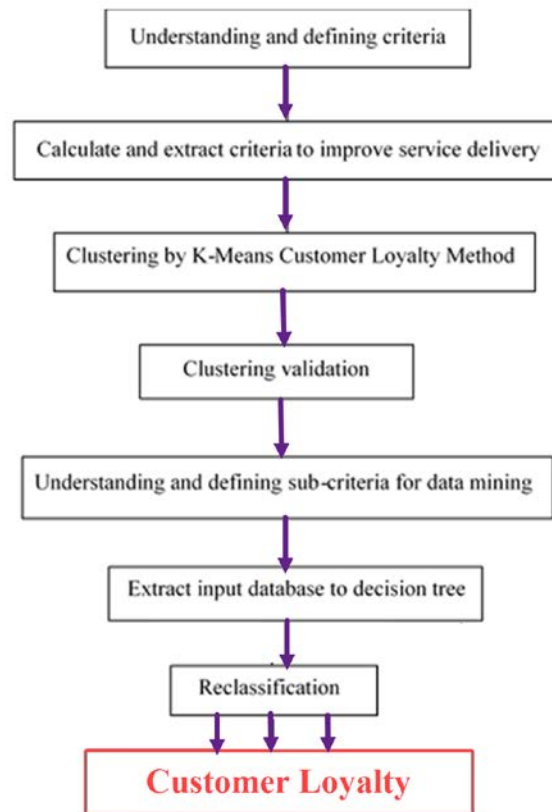 Understanding and defining criteria
Calculate and extract criteria to improve service delivery
Clustering by K-Means Customer Loyalty Method
Clustering validation
Understanding and defining sub-criteria for data mining
Extract input database to decision tree
Reclassification
Customer Loyalty